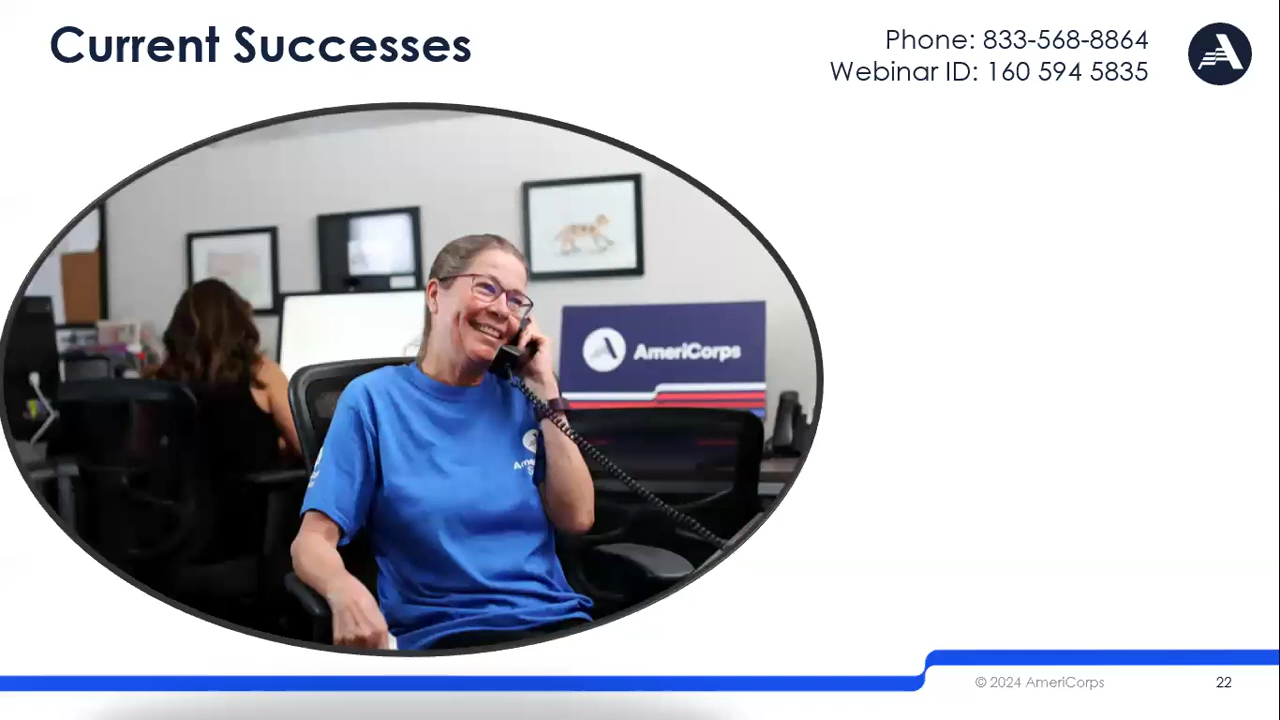 Current Successes
Phone: 833-568-8864
Webinar ID: 160 594 5835
AmeriCorps
© 2024 AmeriCorps
22